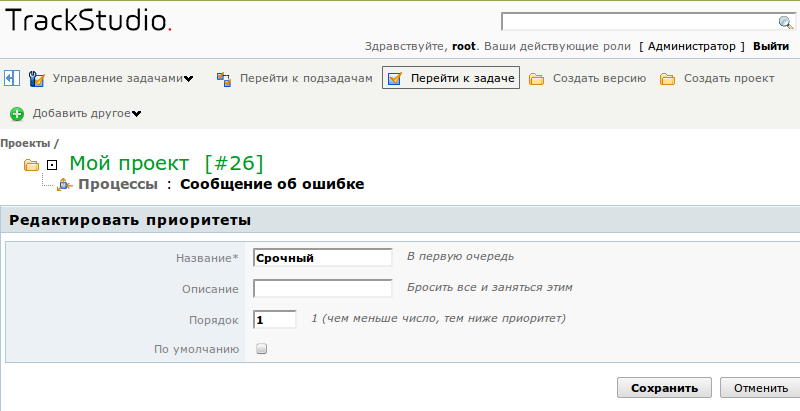 TrackStudio.
Здравствуйте, root. Ваши действующие роли [ Администратор ] Выйти
Управление задачами Перейти к подзадачам Перейти к задаче Создать версию Создать проект
Добавить другое
Проекты /
Мой проект [#26]
Процессы : Сообщение об ошибке
Редактировать приоритеты
Название* Срочный В первую очередь
Описание Бросить все и заняться этим
Порядок 1 1 (чем меньше число, тем ниже приоритет)
По умолчанию
Сохранить Отменить